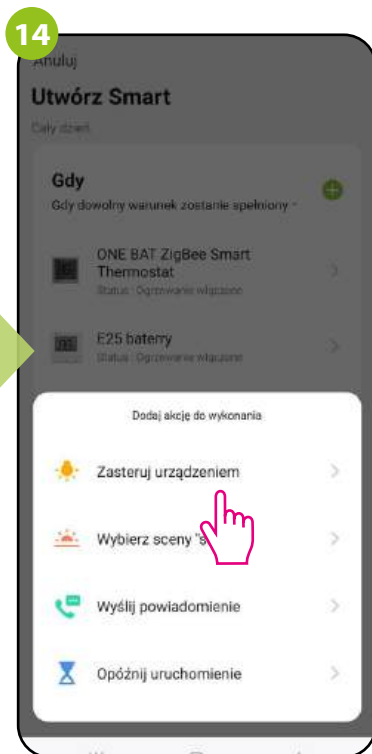 14
Anuluj
Utwórz Smart
Cały dzień
Gdy
Gdy dowolny warunek zostanie spełniony
ONE BAT ZigBee Smart
Thermostat
Status : Ogrzewanie włączone
E25 baterry
Status : Ogrzewanie włączone
Dodaj akcję do wykonania
Zasteruj urządzeniem
Wybierz sceny "s
Wyślij powiadomienie
Opóźnij uruchomienie